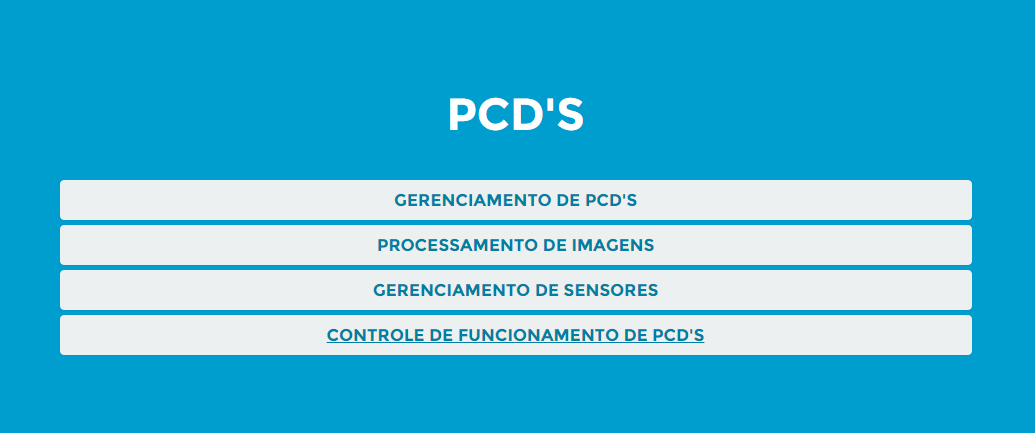 PCD'S
GERENCIAMENTO DE PCD'S
PROCESSAMENTO DE IMAGENS
GERENCIAMENTO DE SENSORES
CONTROLE DE FUNCIONAMENTO DE PCD'S